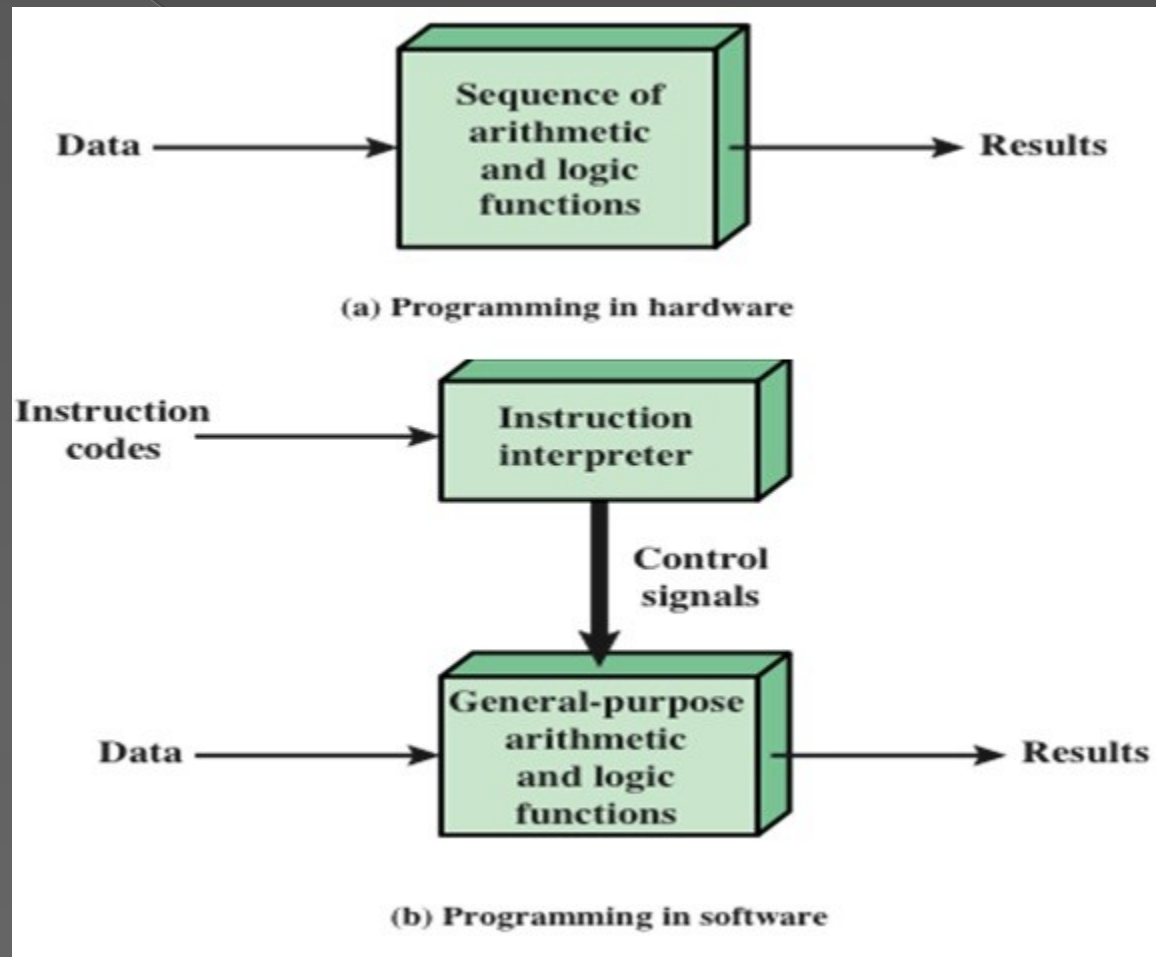 Sequence of
arithmetic
and logic
functions
Data
Results
(a) Programming in hardware
Instruction
codes
Instruction
interpreter
Control
signals
Data
General-purpose
arithmetic
and logic
functions
Results
(b) Programming in software